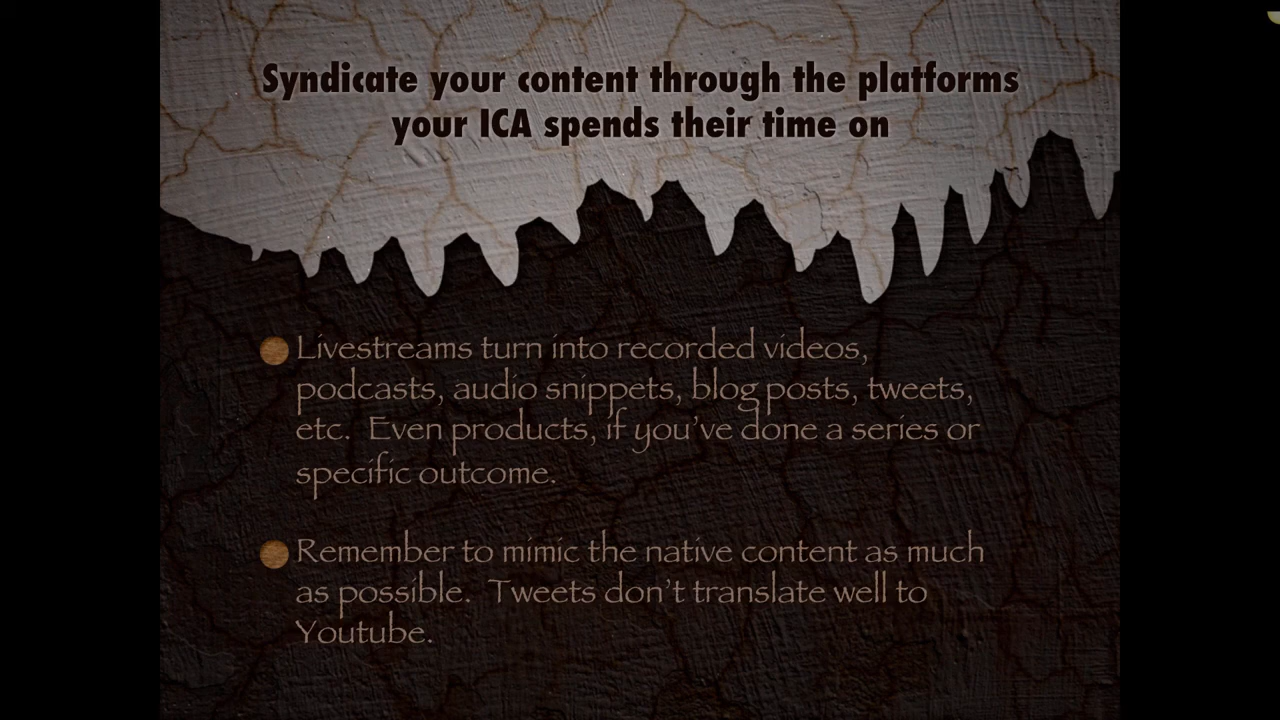 Syndicate your content through the platforms
your ICA spends their time on
Livestreams turn into recorded videos,
podcasts, audio snippets, blog posts, tweets,
etc.  Even products, if you've done a series or
specific outcome.
Remember to mimic the native content as much
as possible.  Tweets don't translate well to
Youtube.